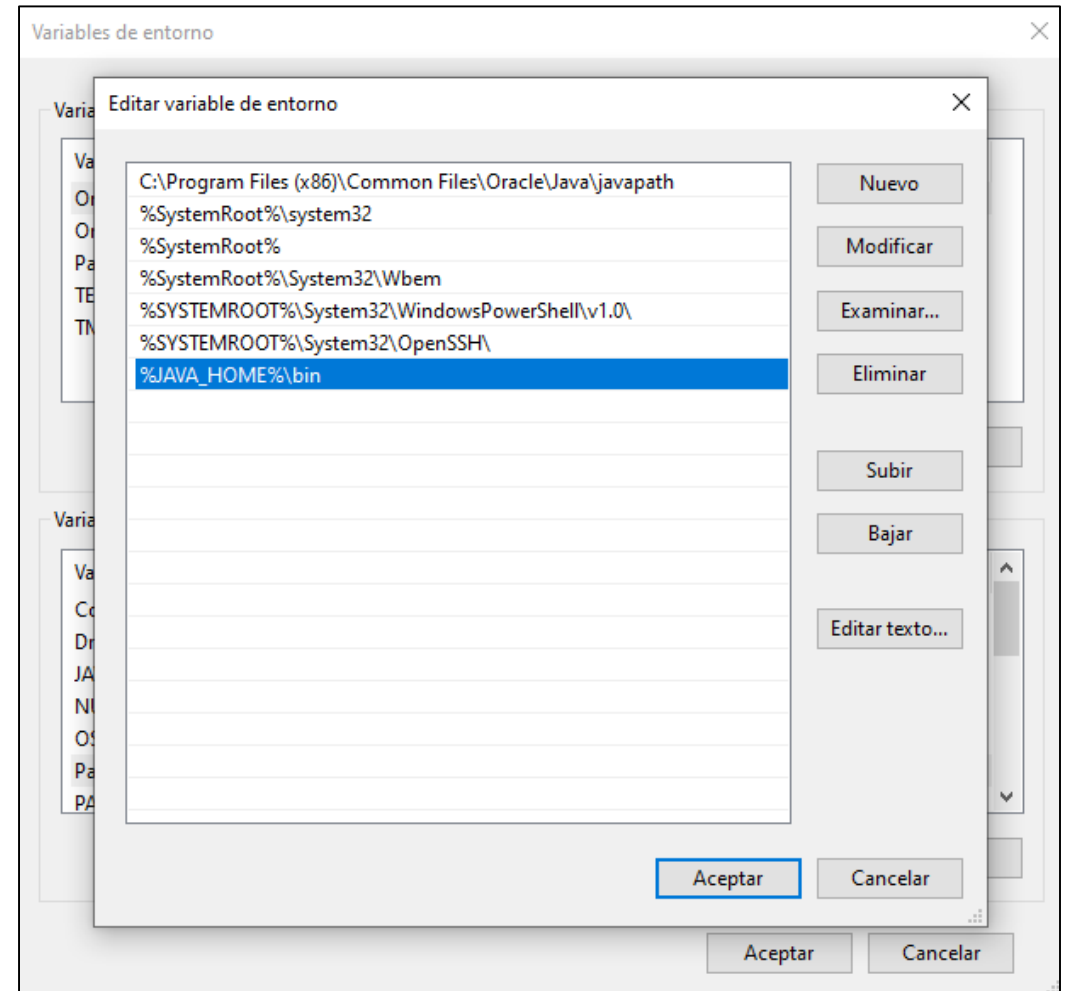 Variables de entorno
Editar variable de entorno
C:\Program Files (x86)\Common Files\Oracle\Java\javapath
%SystemRoot%\system32
%SystemRoot%
%SystemRoot%\System32\Wbem
%SYSTEMROOT%\System32\WindowsPowerShell\v1.0\
%SYSTEMROOT%\System32\OpenSSH\
%JAVA_HOME%\bin
Nuevo
Modificar
Examinar...
Eliminar
Subir
Bajar
Editar texto...
Aceptar
Cancelar
Aceptar
Cancelar